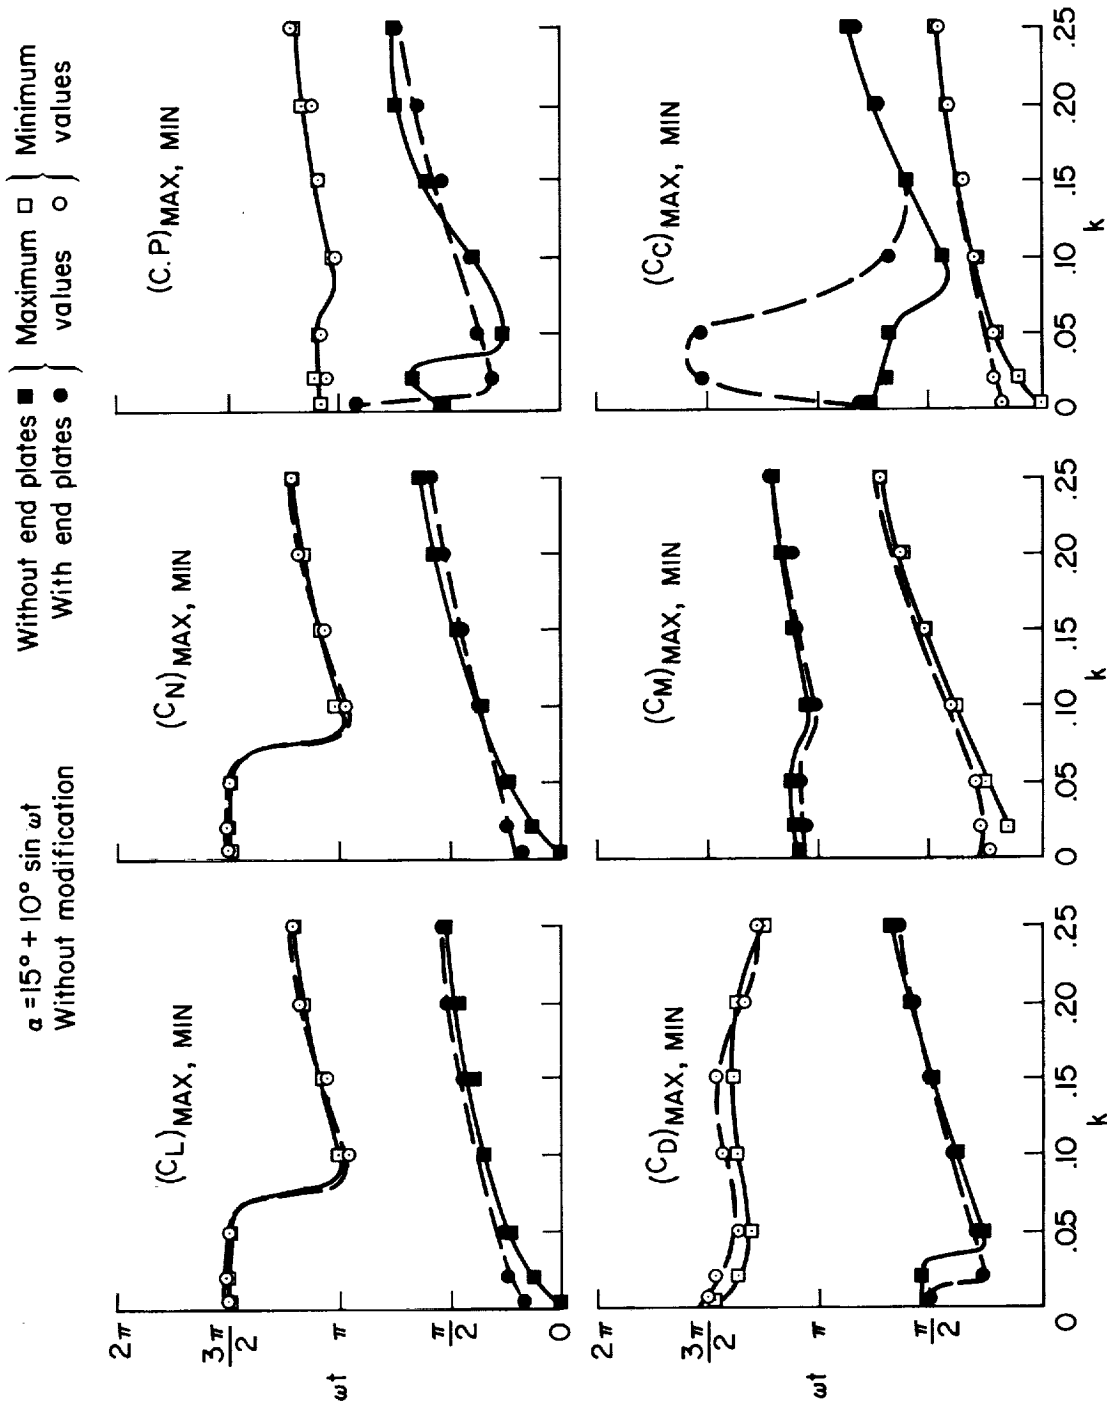 α = 15° + 10° sin ωt
Without modification
Without end plates ■ } Maximum □ } Minimum
With end plates ● } values ○ } values
(C_L)MAX, MIN
(C_N)MAX, MIN
(C.P)MAX, MIN
2π
3π/2
π
π/2
0
ωt
(C_D)MAX, MIN
(C_M)MAX, MIN
(C_C)MAX, MIN
2π
3π/2
π
π/2
ωt
0 .05 .10 .15 .20 .25
0 .05 .10 .15 .20 .25
0 .05 .10 .15 .20 .25
k
k
k